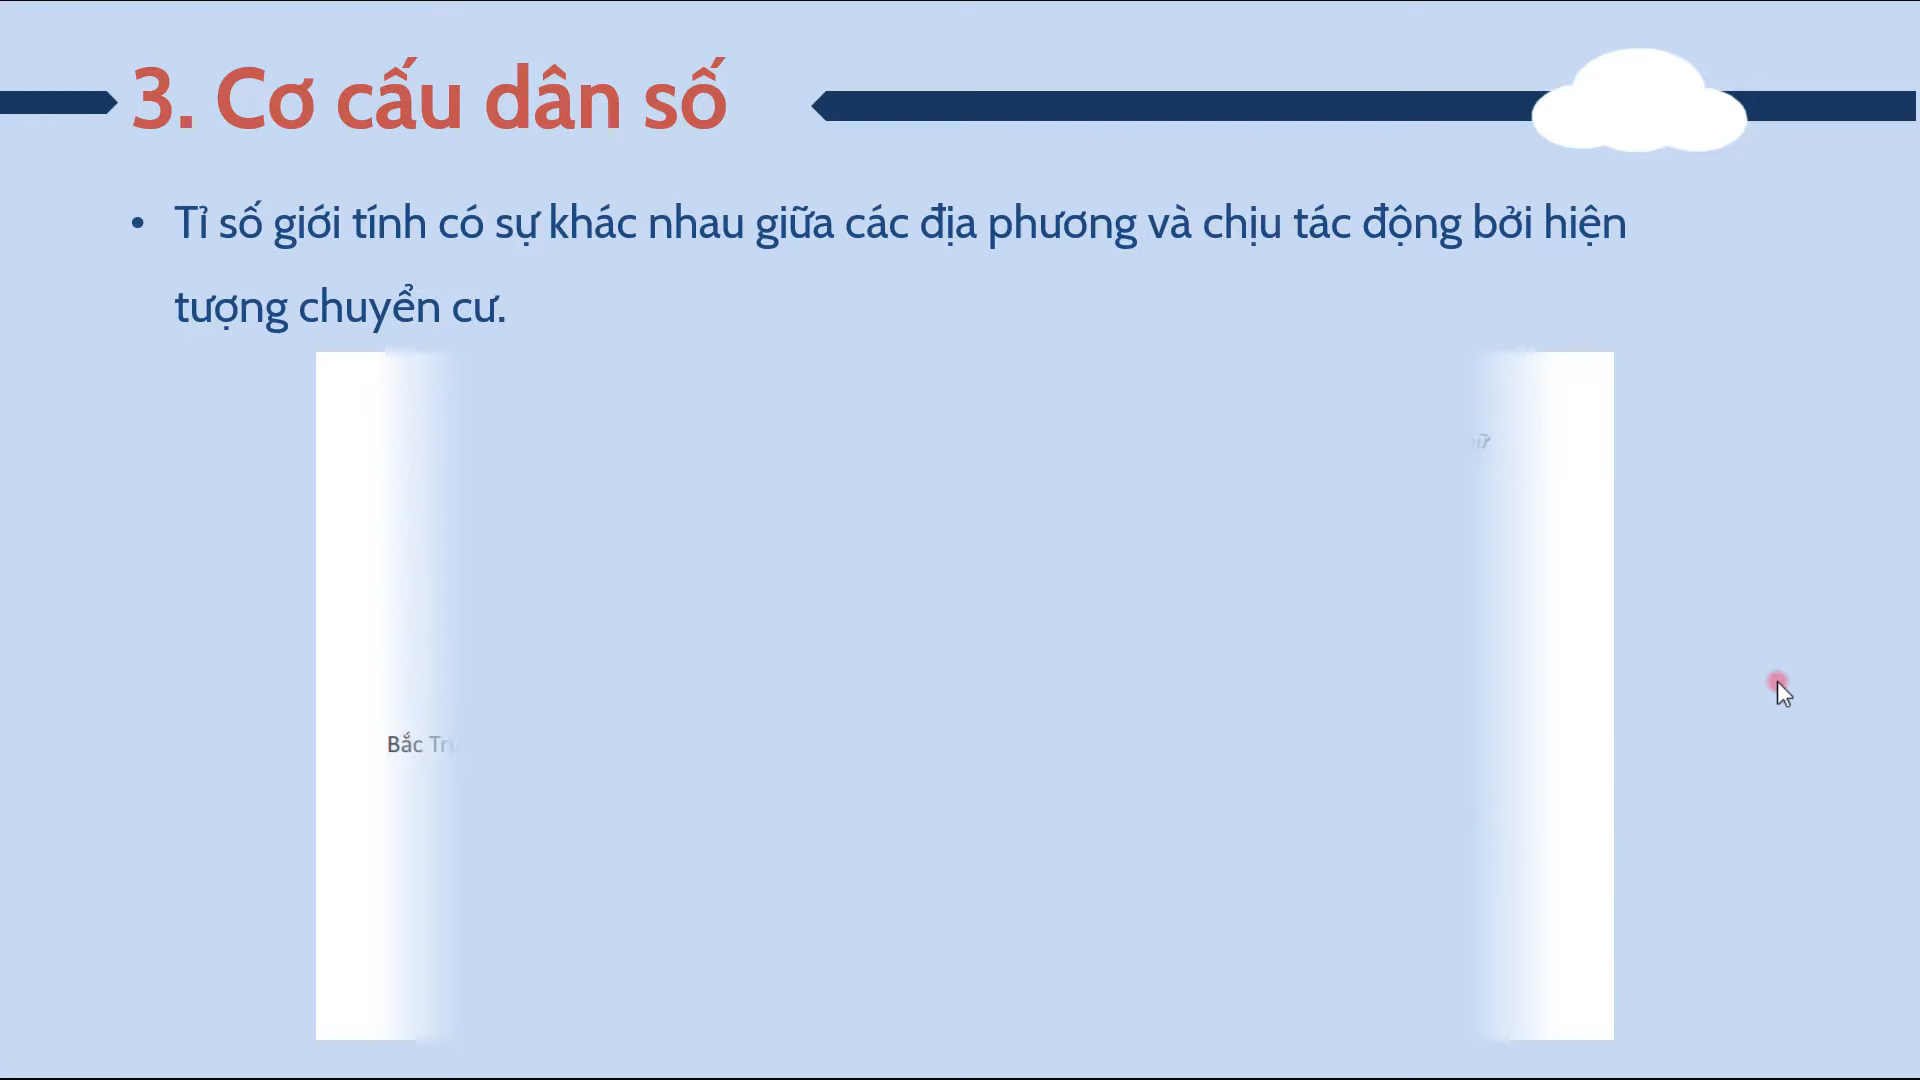 3. Cơ cấu dân số
• Tỉ số giới tính có sự khác nhau giữa các địa phương và chịu tác động bởi hiện
tượng chuyển cư.
Bắc